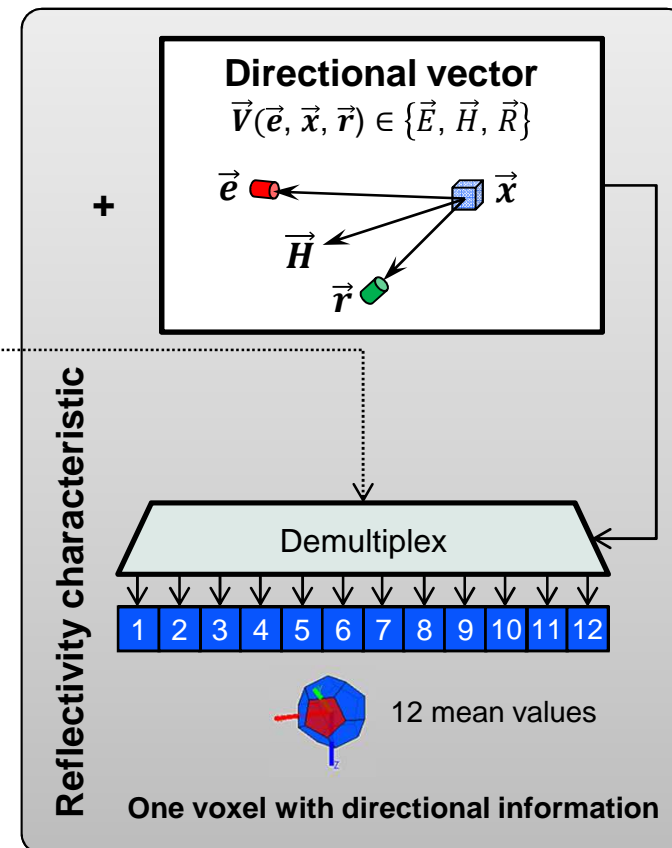 Directional vector
V⃗(e⃗, x⃗, r⃗) ∈ {E⃗, H⃗, R⃗}
+
e⃗
x⃗
H⃗
r⃗
Reflectivity characteristic
Demultiplex
1 2 3 4 5 6 7 8 9 10 11 12
12 mean values
z
One voxel with directional information